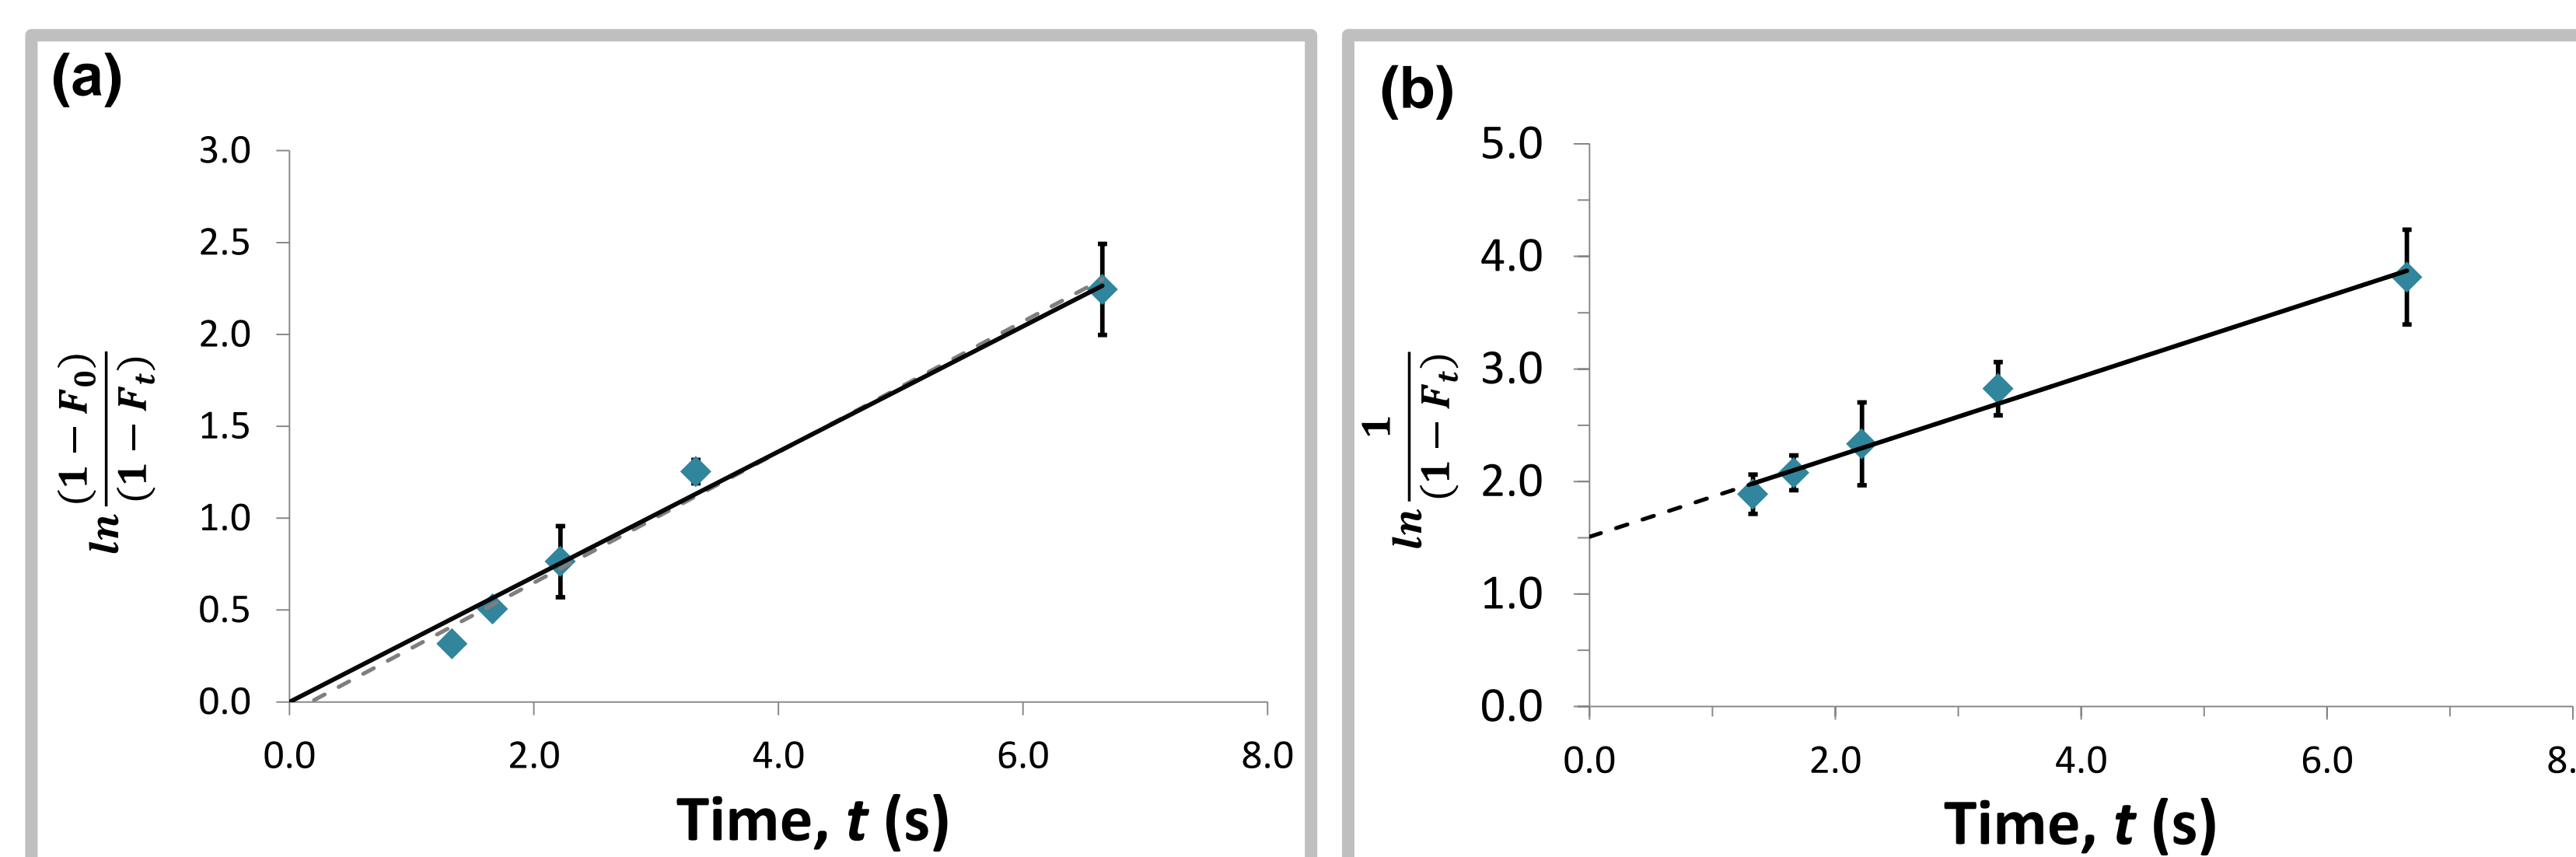 (a)
3.0
2.5
2.0
1.5
1.0
0.5
0.0
ln (1 − F₀) / (1 − Fₜ)
0.0 2.0 4.0 6.0 8.0
Time, t (s)
(b)
5.0
4.0
3.0
2.0
1.0
0.0
ln 1 / (1 − Fₜ)
0.0 2.0 4.0 6.0 8.
Time, t (s)